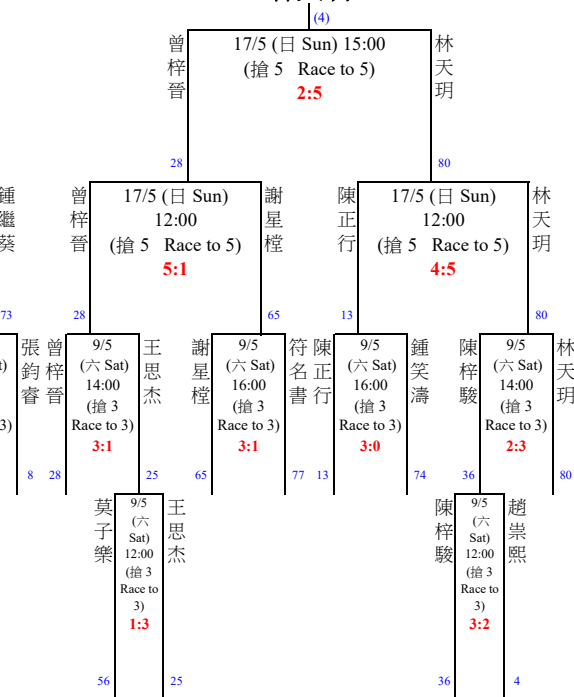 (4)
曾梓晉
17/5 (日 Sun) 15:00
(搶 5 Race to 5)
2:5
林天玥
28
80
鍾繼葵
曾梓晉
17/5 (日 Sun)
12:00
(搶 5 Race to 5)
5:1
謝星樘
陳正行
17/5 (日 Sun)
12:00
(搶 5 Race to 5)
4:5
林天玥
73
28
65
13
80
t)
3)
張鈞睿
曾梓晉
9/5
(六 Sat)
14:00
(搶 3
Race to 3)
3:1
王思杰
謝星樘
9/5
(六 Sat)
16:00
(搶 3
Race to 3)
3:1
符名書
陳正行
9/5
(六 Sat)
16:00
(搶 3
Race to 3)
3:0
鍾笑濤
陳梓駿
9/5
(六 Sat)
14:00
(搶 3
Race to 3)
2:3
林天玥
8
28
25
65
77
13
74
36
80
莫子樂
9/5
(六
Sat)
12:00
(搶 3
Race to
3)
1:3
王思杰
陳梓駿
9/5
(六
Sat)
12:00
(搶 3
Race to
3)
3:2
趙祟熙
56
25
36
4